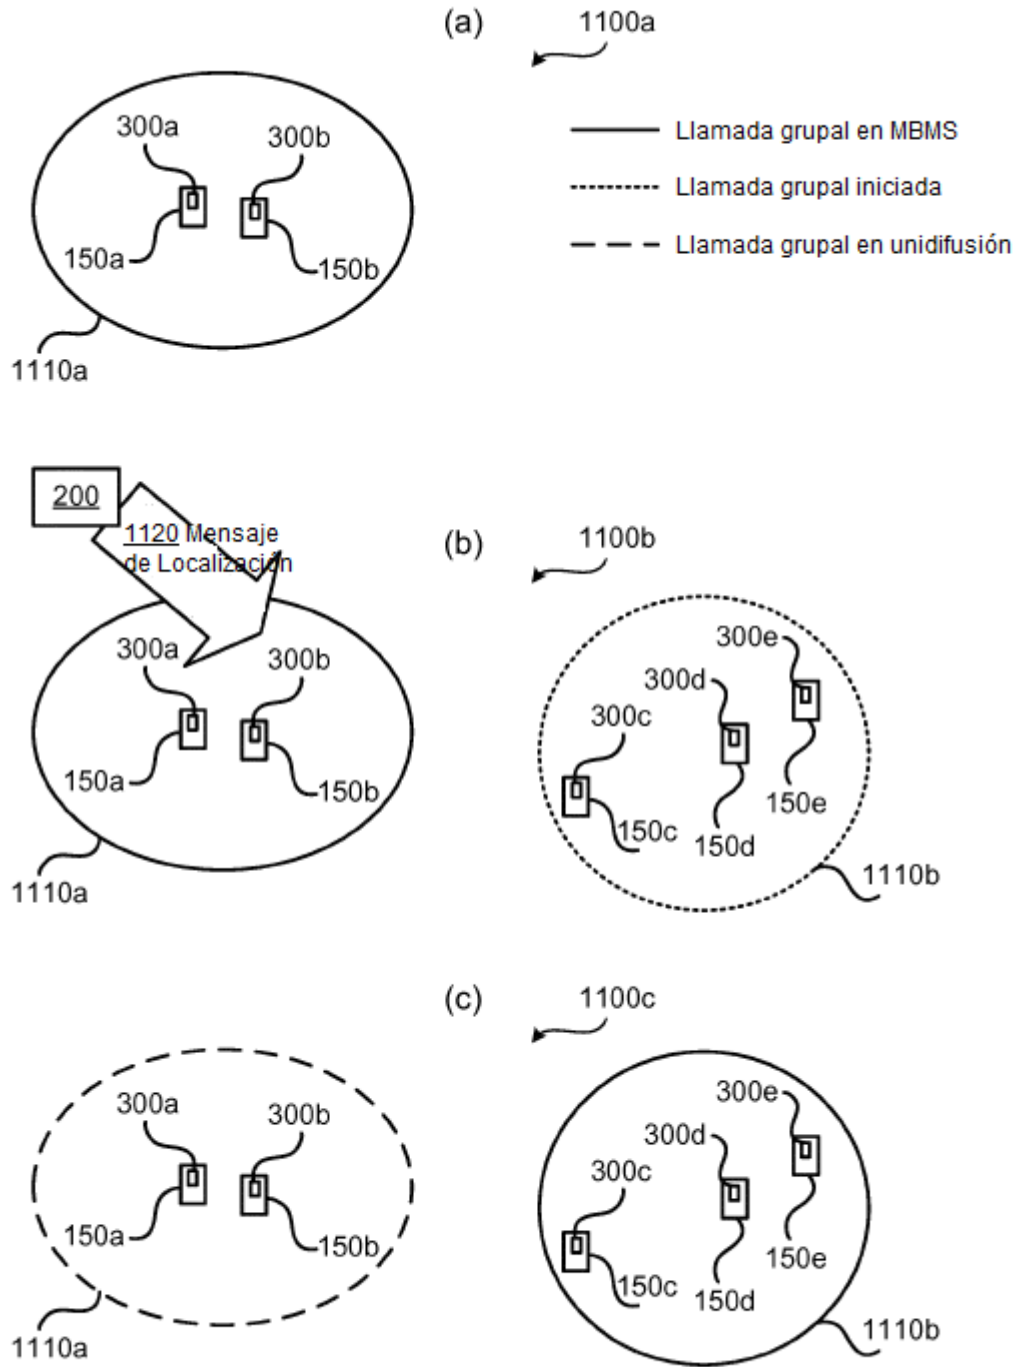 (a)
1100a
300a
300b
Llamada grupal en MBMS
Llamada grupal iniciada
150a
150b
Llamada grupal en unidifusión
1110a
200
1120 Mensaje
de Localización
(b)
1100b
300a
300b
300e
300d
300c
150a
150b
150e
150c
150d
1110a
1110b
(c)
1100c
300a
300b
300e
300d
300c
150a
150b
150e
150c
150d
1110a
1110b